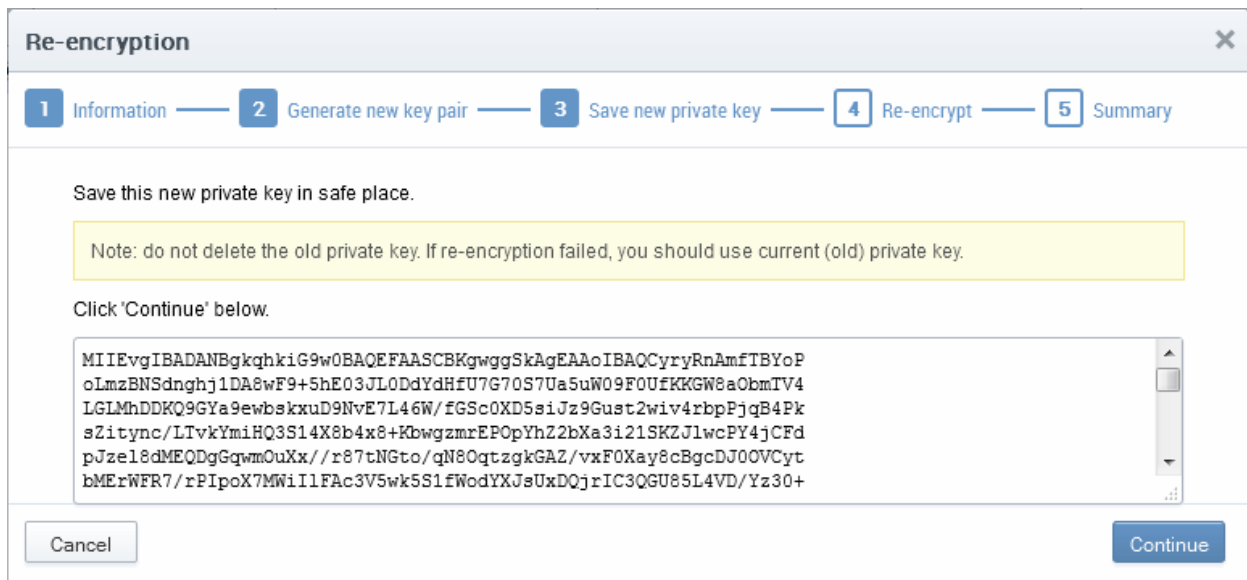 Re-encryption
1 Information 2 Generate new key pair 3 Save new private key 4 Re-encrypt 5 Summary
Save this new private key in safe place.
Note: do not delete the old private key. If re-encryption failed, you should use current (old) private key.
Click 'Continue' below.
MIIEvgIBADANBgkqhkiG9w0BAQEFAASCBKgwggSkAgEAAoIBAQCyryRnAmfTBYoP
oLmzBNSdnghj1DA8wF9+5hE03JL0DdYdHfU7G70S7Ua5uW09F0UfKKGW8aObmTV4
LGLMhDDKQ9GYa9ewbskxuD9NvE7L46W/fGSc0XD5siJz9Gust2wiv4rbpPjqB4Pk
sZitync/LTvkYmiHQ3S14X8b4x8+KbwgzmrEPOpYhZ2bXa3i21SKZJlwcPY4jCFd
pJzel8dMEQDgGqwmOuXx//r87tNGto/qN8OqtzgkGAZ/vxF0Xay8cBgcDJ0OVCyt
bMErWFR7/rPIpoX7MWiIlFAc3V5wk5S1fWodYXJsUxDQjrIC3QGU85L4VD/Yz30+
Cancel
Continue